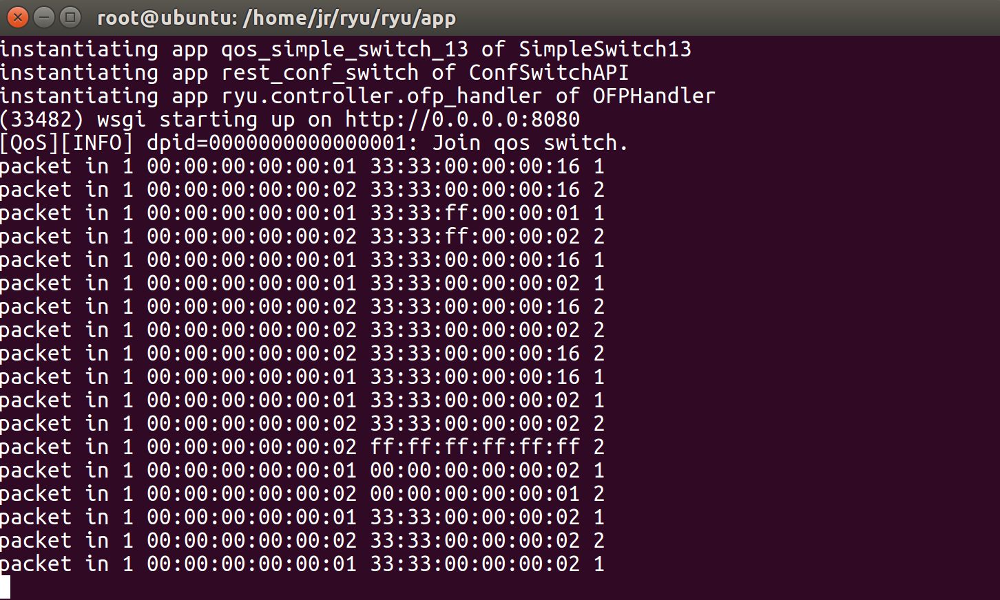 root@ubuntu: /home/jr/ryu/ryu/app
instantiating app qos_simple_switch_13 of SimpleSwitch13
instantiating app rest_conf_switch of ConfSwitchAPI
instantiating app ryu.controller.ofp_handler of OFPHandler
(33482) wsgi starting up on http://0.0.0.0:8080
[QoS][INFO] dpid=0000000000000001: Join qos switch.
packet in 1 00:00:00:00:00:01 33:33:00:00:00:16 1
packet in 1 00:00:00:00:00:02 33:33:00:00:00:16 2
packet in 1 00:00:00:00:00:01 33:33:ff:00:00:01 1
packet in 1 00:00:00:00:00:02 33:33:ff:00:00:02 2
packet in 1 00:00:00:00:00:01 33:33:00:00:00:16 1
packet in 1 00:00:00:00:00:01 33:33:00:00:00:02 1
packet in 1 00:00:00:00:00:02 33:33:00:00:00:16 2
packet in 1 00:00:00:00:00:02 33:33:00:00:00:02 2
packet in 1 00:00:00:00:00:02 33:33:00:00:00:16 2
packet in 1 00:00:00:00:00:01 33:33:00:00:00:16 1
packet in 1 00:00:00:00:00:01 33:33:00:00:00:02 1
packet in 1 00:00:00:00:00:02 33:33:00:00:00:02 2
packet in 1 00:00:00:00:00:02 ff:ff:ff:ff:ff:ff 2
packet in 1 00:00:00:00:00:01 00:00:00:00:00:02 1
packet in 1 00:00:00:00:00:02 00:00:00:00:00:01 2
packet in 1 00:00:00:00:00:01 33:33:00:00:00:02 1
packet in 1 00:00:00:00:00:02 33:33:00:00:00:02 2
packet in 1 00:00:00:00:00:01 33:33:00:00:00:02 1